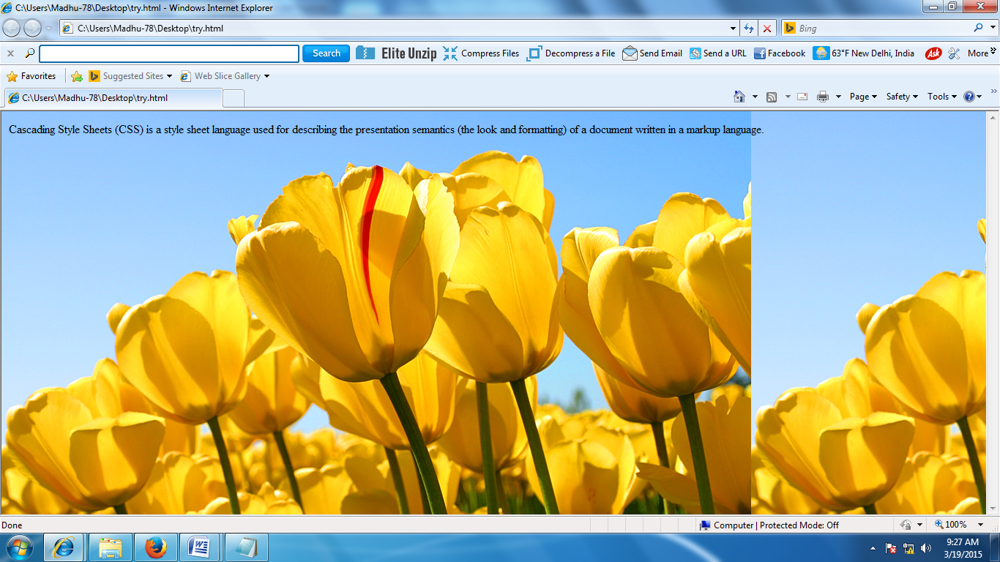 C:\Users\Madhu-78\Desktop\try.html - Windows Internet Explorer
C:\Users\Madhu-78\Desktop\try.html
Bing
Search Elite Unzip Compress Files Decompress a File Send Email Send a URL Facebook 63°F New Delhi, India Ask More
Favorites Suggested Sites Web Slice Gallery
C:\Users\Madhu-78\Desktop\try.html
Page Safety Tools
Cascading Style Sheets (CSS) is a style sheet language used for describing the presentation semantics (the look and formatting) of a document written in a markup language.
Done Computer | Protected Mode: Off 100%
9:27 AM
3/19/2015